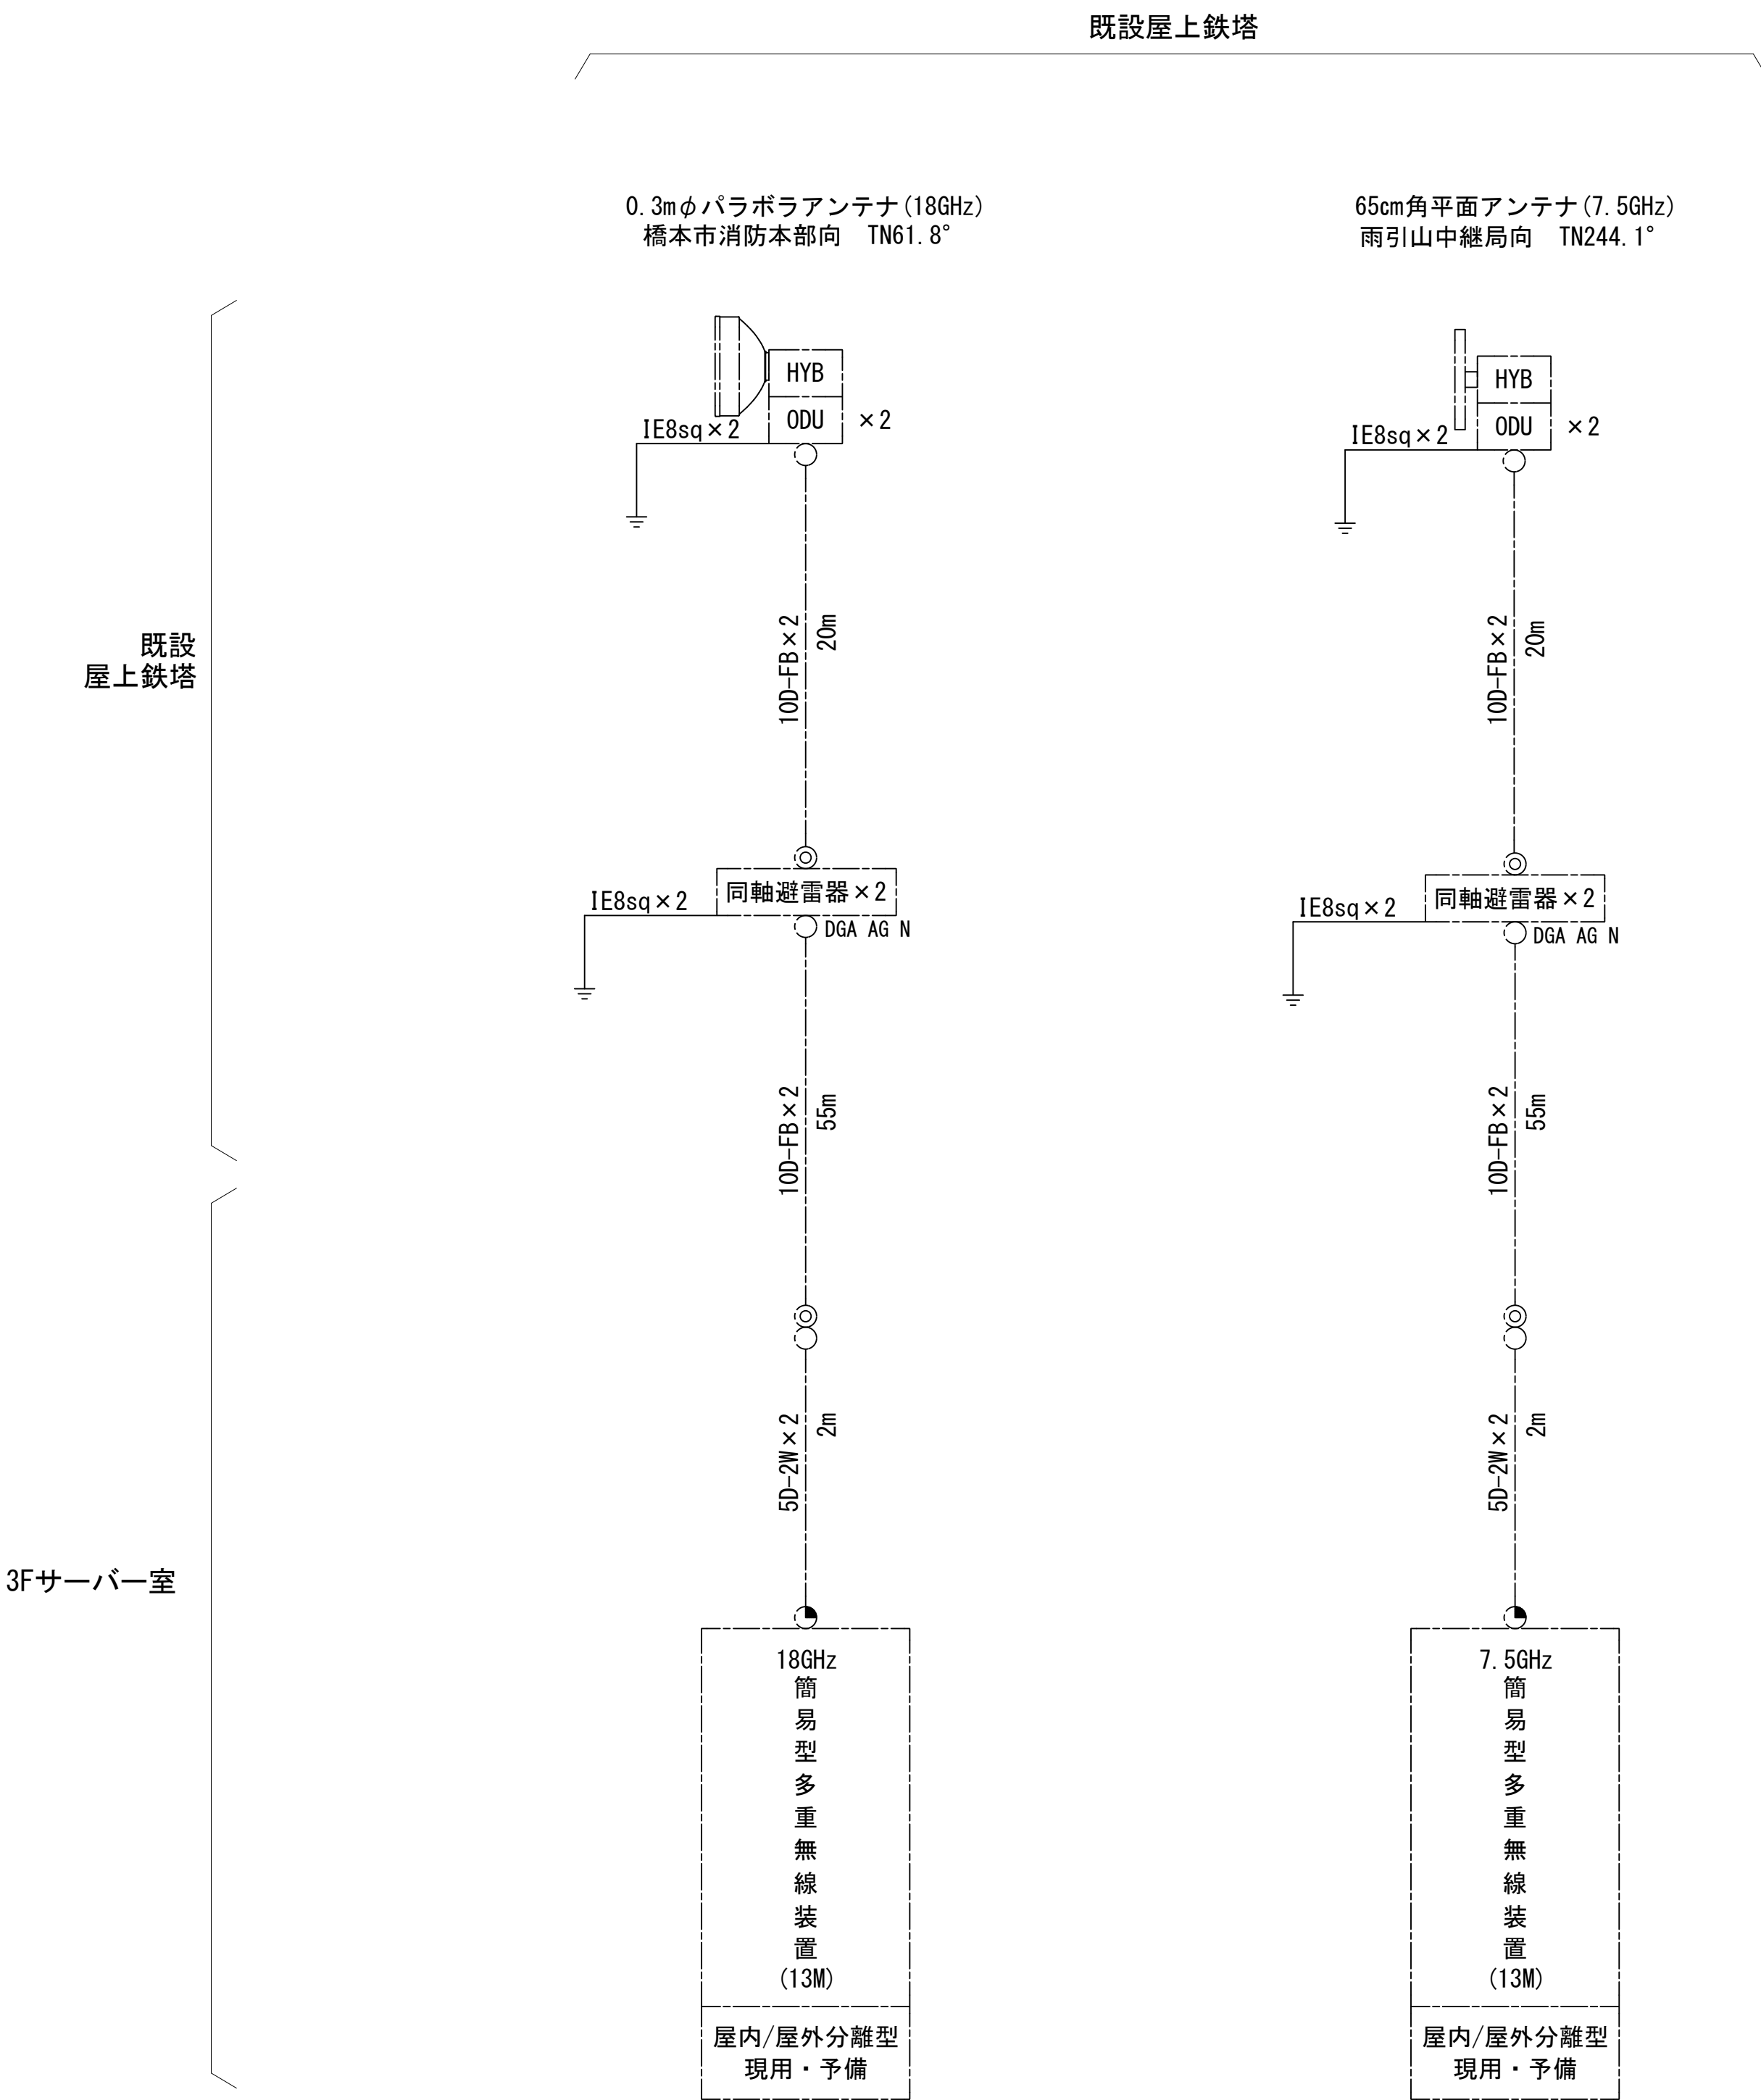 既設屋上鉄塔
0.3mφパラボラアンテナ(18GHz)
橋本市消防本部向 TN61.8°
65cm角平面アンテナ(7.5GHz)
雨引山中継局向 TN244.1°
HYB
ODU
×2
IE8sq×2
HYB
ODU
×2
IE8sq×2
10D-FB×2
20m
10D-FB×2
20m
既設
屋上鉄塔
同軸避雷器×2
IE8sq×2
DGA AG N
同軸避雷器×2
IE8sq×2
DGA AG N
10D-FB×2
55m
10D-FB×2
55m
5D-2W×2
2m
5D-2W×2
2m
3Fサーバー室
18GHz
簡
易
型
多
重
無
線
装
置
(13M)
屋内/屋外分離型
現用・予備
7.5GHz
簡
易
型
多
重
無
線
装
置
(13M)
屋内/屋外分離型
現用・予備